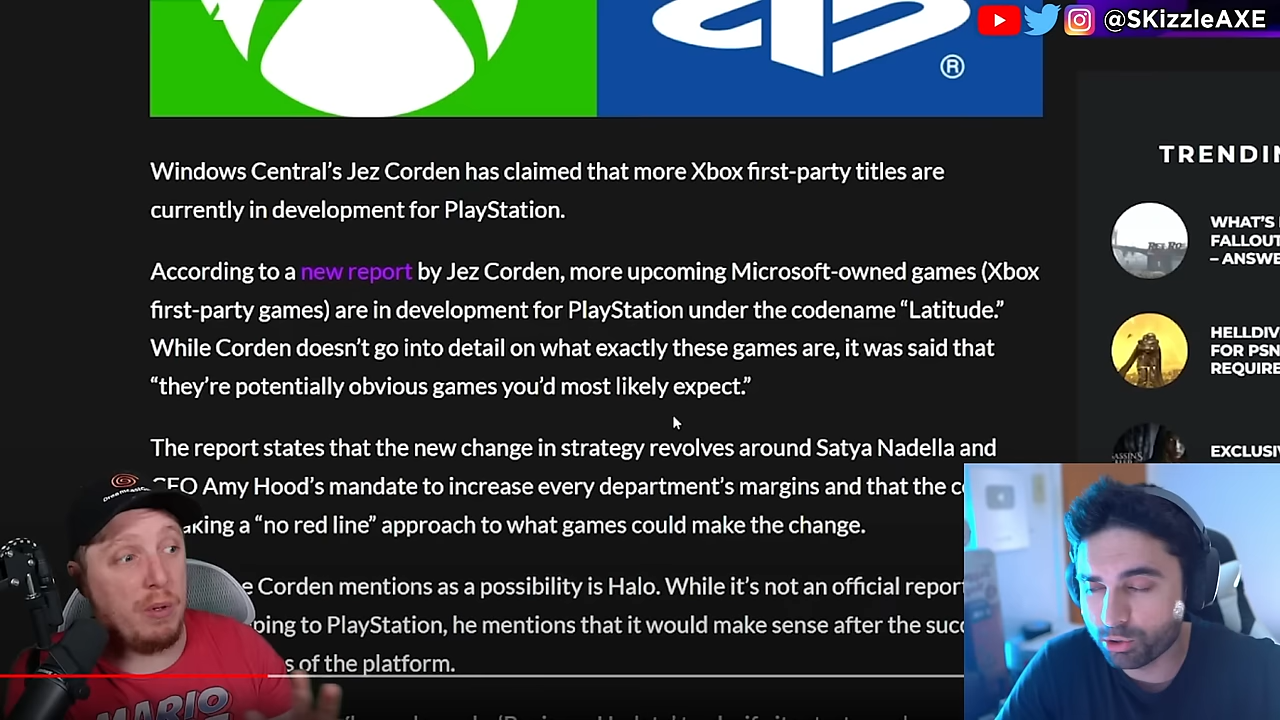 @SKizzleAXE
®
TRENDIN
Windows Central's Jez Corden has claimed that more Xbox first-party titles are
currently in development for PlayStation.
According to a new report by Jez Corden, more upcoming Microsoft-owned games (Xbox
first-party games) are in development for PlayStation under the codename “Latitude.”
While Corden doesn't go into detail on what exactly these games are, it was said that
“they're potentially obvious games you'd most likely expect.”
The report states that the new change in strategy revolves around Satya Nadella and
CFO Amy Hood's mandate to increase every department's margins and that the co
aking a “no red line” approach to what games could make the change.
e Corden mentions as a possibility is Halo. While it's not an official report
ping to PlayStation, he mentions that it would make sense after the succ
s of the platform.
WHAT'S
FALLOUT
– ANSWE
HELLDIV
FOR PSN
REQUIRE
EXCLUSIV
Dreamcast
MARIO